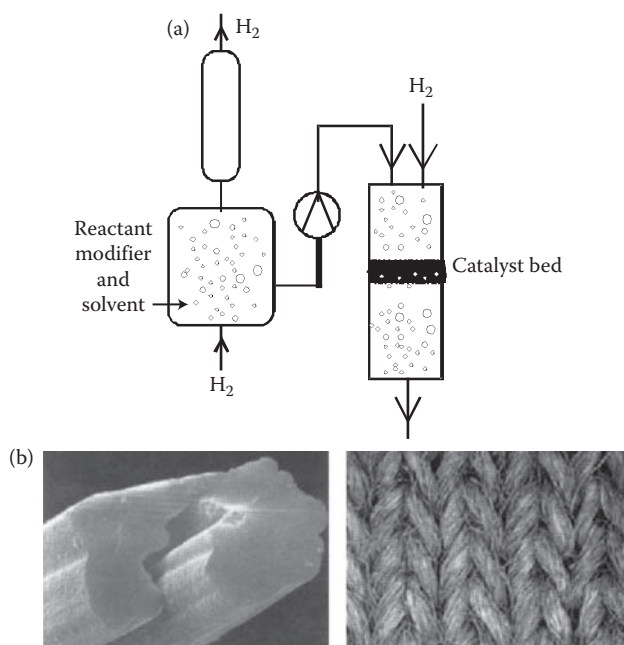 (a)
H₂
H₂
Reactant
modifier
and
solvent
Catalyst bed
H₂
(b)